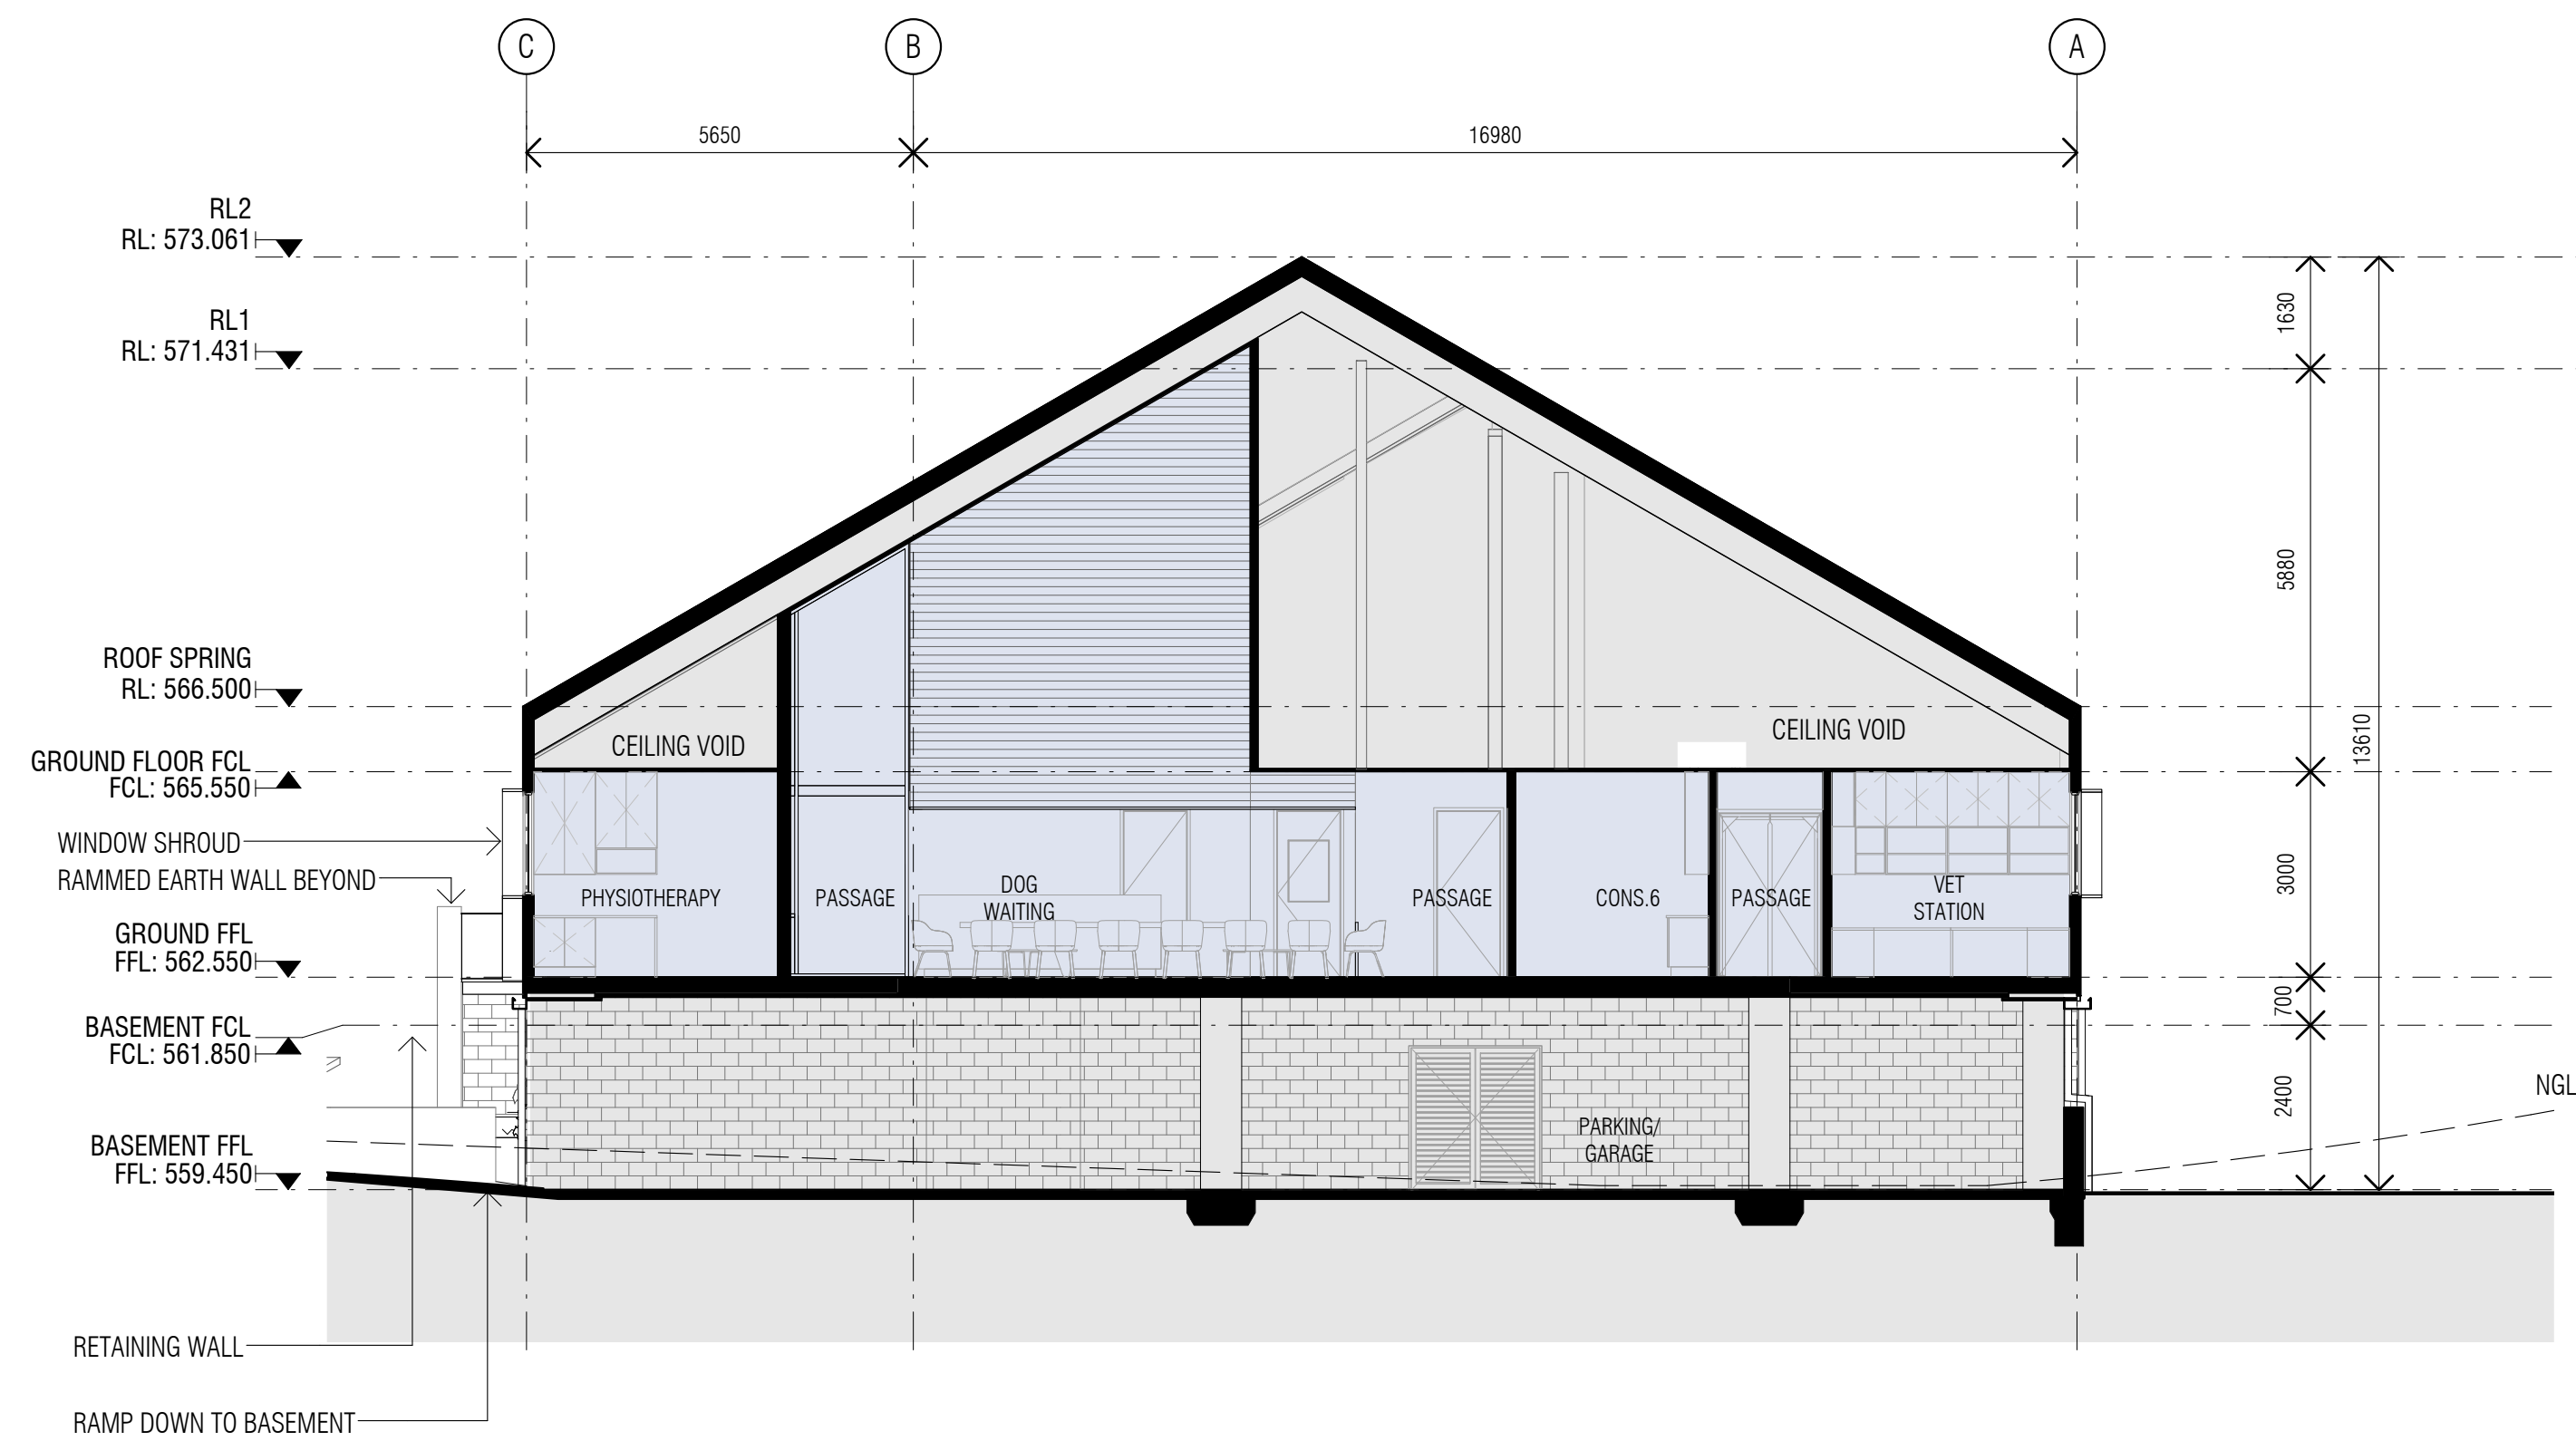 C
B
A
5650
16980
RL2
RL: 573.061
RL1
RL: 571.431
1630
5880
ROOF SPRING
RL: 566.500
13610
CEILING VOID
CEILING VOID
GROUND FLOOR FCL
FCL: 565.550
WINDOW SHROUD
RAMMED EARTH WALL BEYOND
PHYSIOTHERAPY
PASSAGE
DOG
WAITING
PASSAGE
CONS.6
PASSAGE
VET
STATION
3000
GROUND FFL
FFL: 562.550
700
BASEMENT FCL
FCL: 561.850
2400
NGL
PARKING/
GARAGE
BASEMENT FFL
FFL: 559.450
RETAINING WALL
RAMP DOWN TO BASEMENT